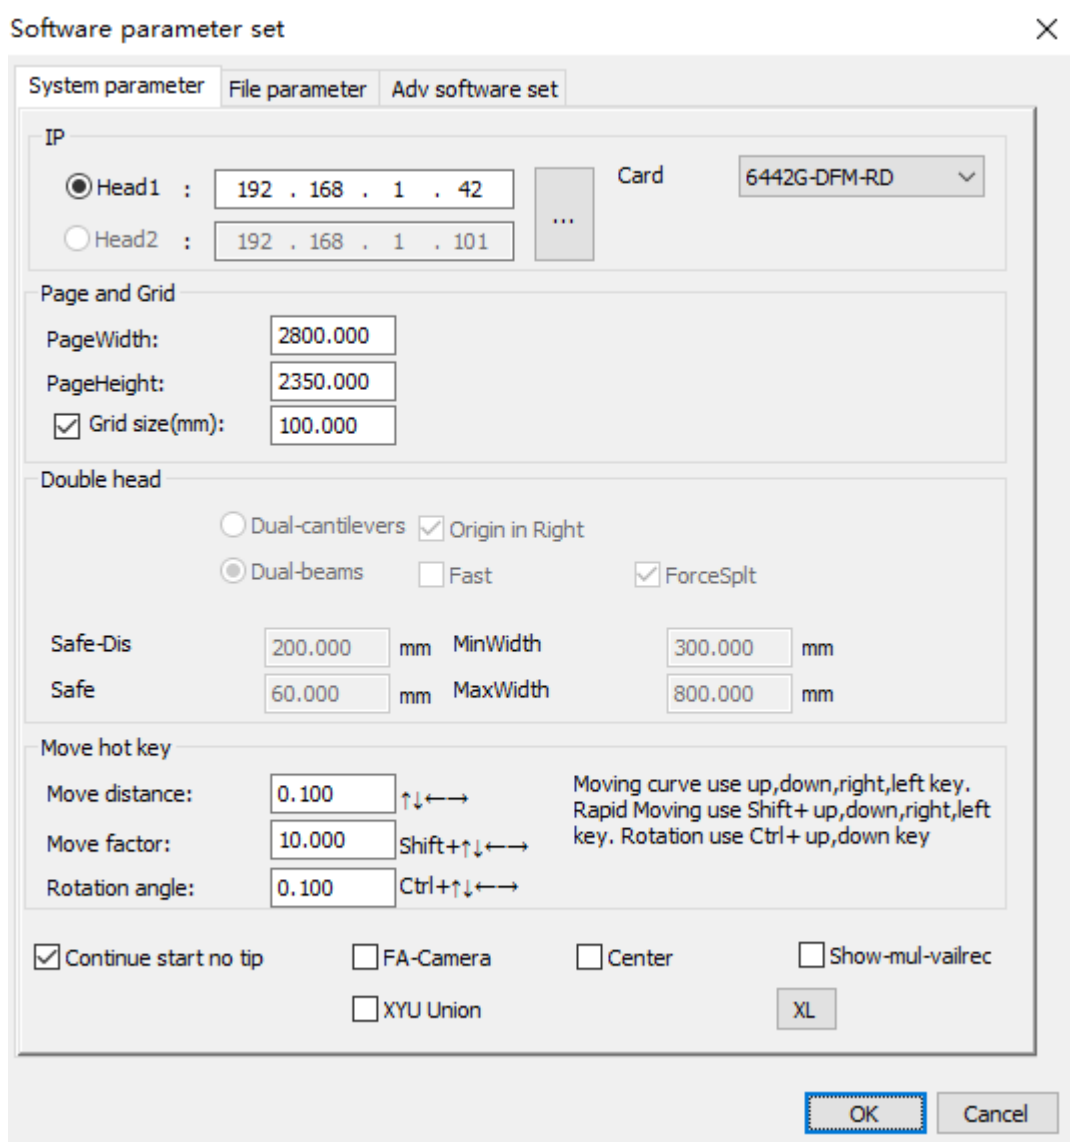 Software parameter set
System parameter File parameter Adv software set
IP
Head1 : 192 . 168 . 1 . 42 ... Card 6442G-DFM-RD
Head2 : 192 . 168 . 1 . 101
Page and Grid
PageWidth: 2800.000
PageHeight: 2350.000
Grid size(mm): 100.000
Double head
Dual-cantilevers Origin in Right
Dual-beams Fast ForceSplt
Safe-Dis 200.000 mm MinWidth 300.000 mm
Safe 60.000 mm MaxWidth 800.000 mm
Move hot key
Move distance: 0.100 ↑↓←→
Move factor: 10.000 Shift+↑↓←→
Rotation angle: 0.100 Ctrl+↑↓←→
Moving curve use up,down,right,left key.
Rapid Moving use Shift+ up,down,right,left
key. Rotation use Ctrl+ up,down key
Continue start no tip FA-Camera Center Show-mul-vailrec
XYU Union XL
OK Cancel